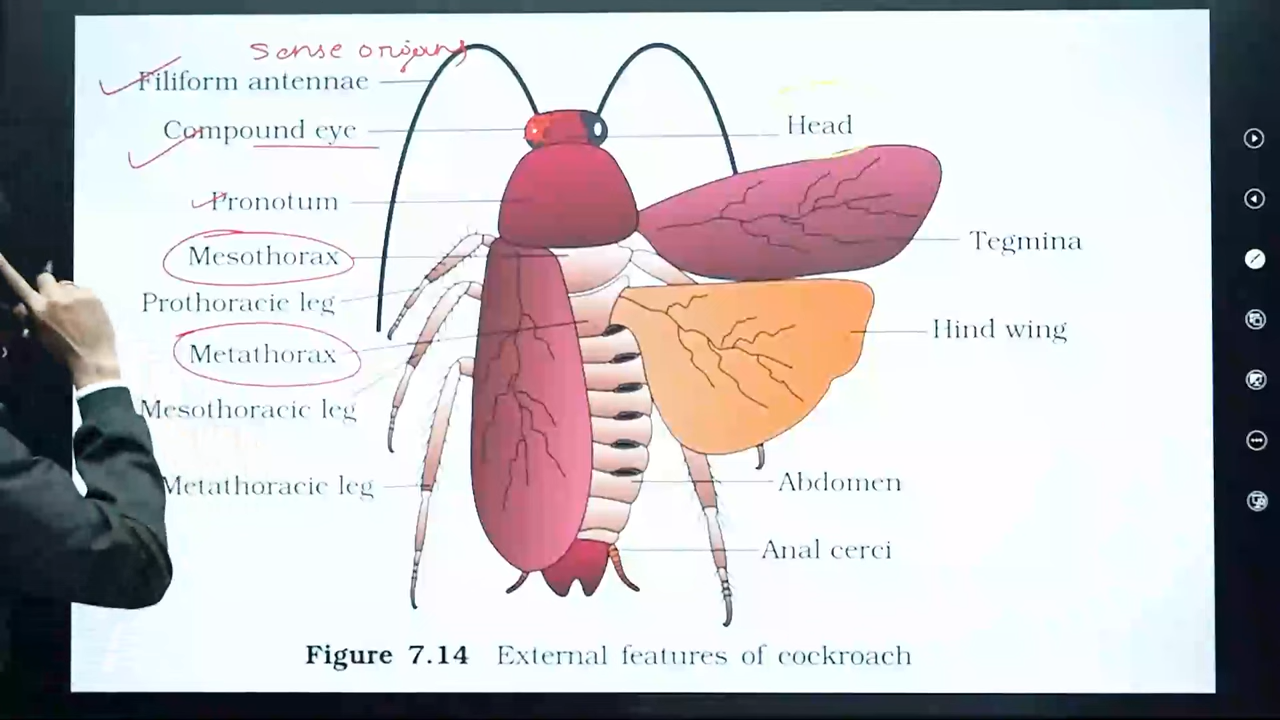 Sense organs
Filiform antennae
Compound eye
Head
Pronotum
Mesothorax
Tegmina
Prothoracic leg
Hind wing
Metathorax
Mesothoracic leg
Abdomen
Metathoracic leg
Anal cerci
Figure 7.14 External features of cockroach